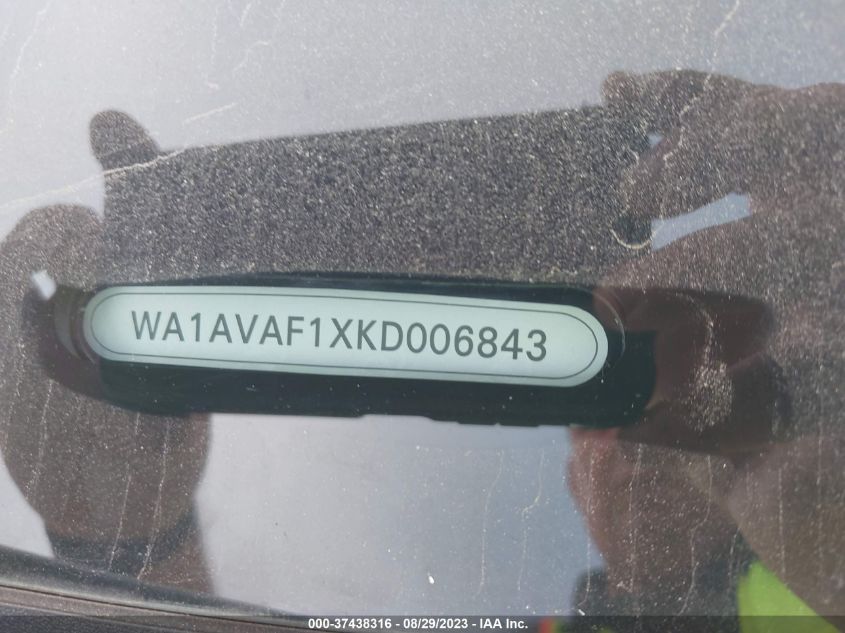 WA1AVAF1XKD006843
000-37438316 - 08/29/2023 - IAA Inc.